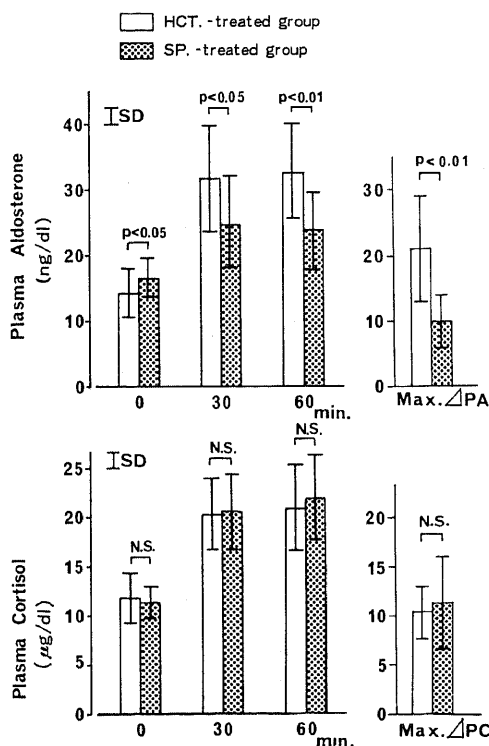 HCT. -treated group
SP. -treated group
Plasma Aldosterone
(ng/dl)
SD
40
30
20
10
0
p<0.05
p<0.05
p<0.01
0 30 60 min.
30
20
10
0
p<0.01
Max. ⊿PA
Plasma Cortisol
(μg/dl)
SD
25
20
15
10
5
0
N.S.
N.S.
N.S.
0 30 60 min.
20
15
10
5
0
N.S.
Max. ⊿PC